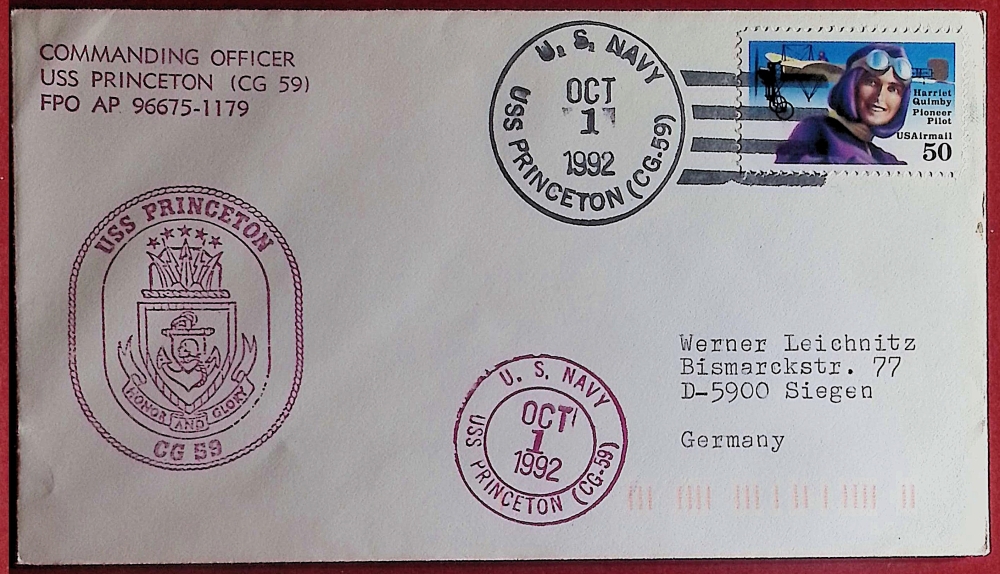 COMMANDING OFFICER
USS PRINCETON (CG 59)
FPO AP 96675-1179
U. S. NAVY
OCT
1
1992
USS PRINCETON (CG-59)
Harriet
Quimby
Pioneer
Pilot
USAirmail
50
USS PRINCETON
HONOR AND GLORY
CG 59
U. S. NAVY
OCT
1
1992
USS PRINCETON (CG-59)
Werner Leichnitz
Bismarckstr. 77
D-5900 Siegen
Germany